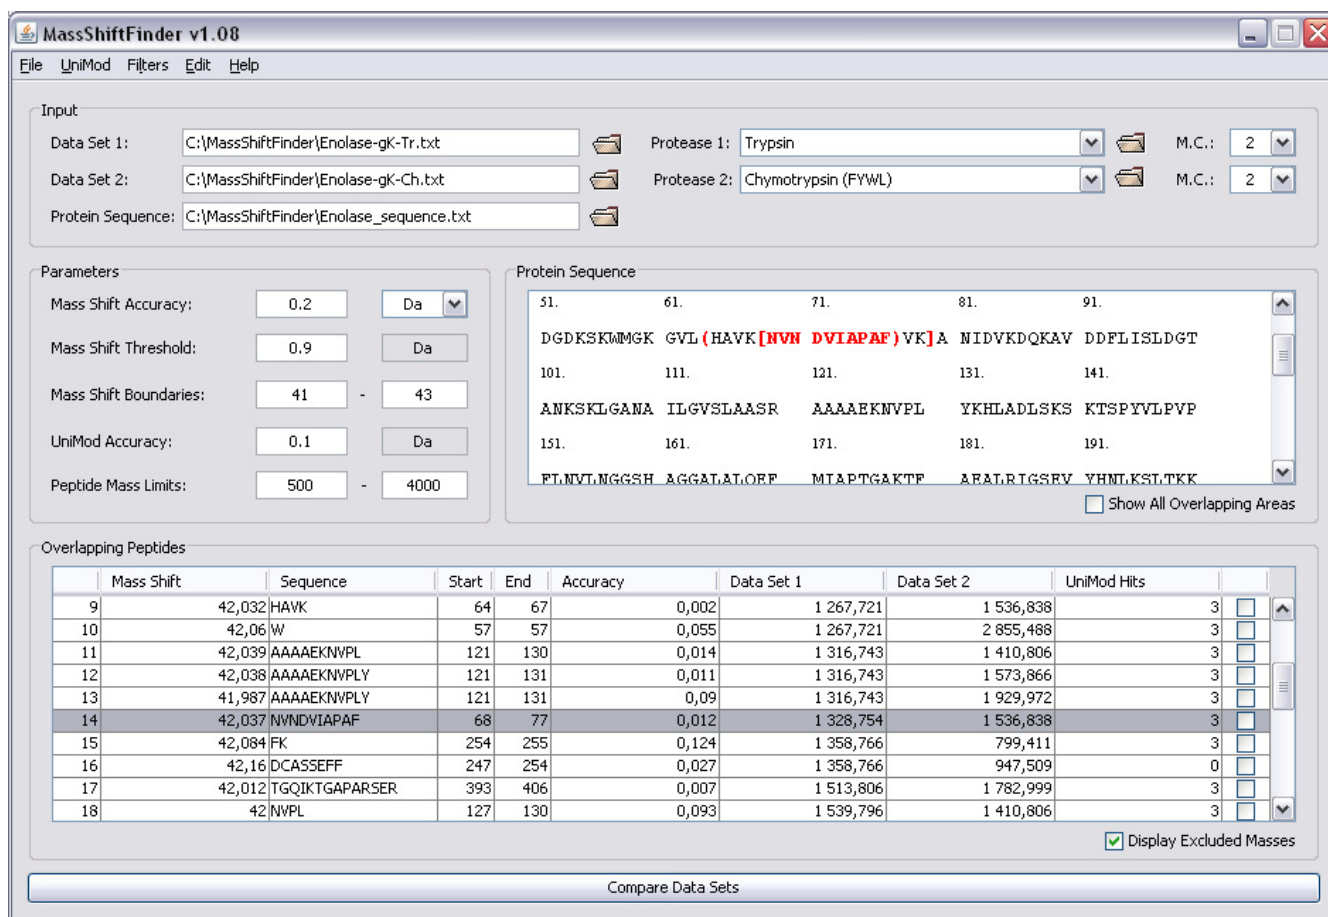 MassShiftFinder v1.08
File UniMod Filters Edit Help
Input
Data Set 1: C:\MassShiftFinder\Enolase-gK-Tr.txt Protease 1: Trypsin M.C.: 2
Data Set 2: C:\MassShiftFinder\Enolase-gK-Ch.txt Protease 2: Chymotrypsin (FYWL) M.C.: 2
Protein Sequence: C:\MassShiftFinder\Enolase_sequence.txt
Parameters
Mass Shift Accuracy: 0.2 Da
Mass Shift Threshold: 0.9 Da
Mass Shift Boundaries: 41 - 43
UniMod Accuracy: 0.1 Da
Peptide Mass Limits: 500 - 4000
Protein Sequence
51. 61. 71. 81. 91.
DGDKSKWMGK GVL(HAVK[NVN DVIAPAF)VK]A NIDVKDQKAV DDFLISLDGT
101. 111. 121. 131. 141.
ANKSKLGANA ILGVSLAASR AAAAEKNVPL YKHLADLSKS KTSPYVLPVP
151. 161. 171. 181. 191.
FLNVLNGGSH AGGALALQEF MIAPTGAKTF AEALRIGSEV YHNLKSLTKK
Show All Overlapping Areas
Overlapping Peptides
Mass Shift Sequence Start End Accuracy Data Set 1 Data Set 2 UniMod Hits
9 42,032 HAVK 64 67 0,002 1 267,721 1 536,838 3
10 42,06 W 57 57 0,055 1 267,721 2 855,488 3
11 42,039 AAAAEKNVPL 121 130 0,014 1 316,743 1 410,806 3
12 42,038 AAAAEKNVPLY 121 131 0,011 1 316,743 1 573,866 3
13 41,987 AAAAEKNVPLY 121 131 0,09 1 316,743 1 929,972 3
14 42,037 NVNDVIAPAF 68 77 0,012 1 328,754 1 536,838 3
15 42,084 FK 254 255 0,124 1 358,766 799,411 3
16 42,16 DCASSEFF 247 254 0,027 1 358,766 947,509 0
17 42,012 TGQIKTGAPARSER 393 406 0,007 1 513,806 1 782,999 3
18 42 NVPL 127 130 0,093 1 539,796 1 410,806 3
Display Excluded Masses
Compare Data Sets